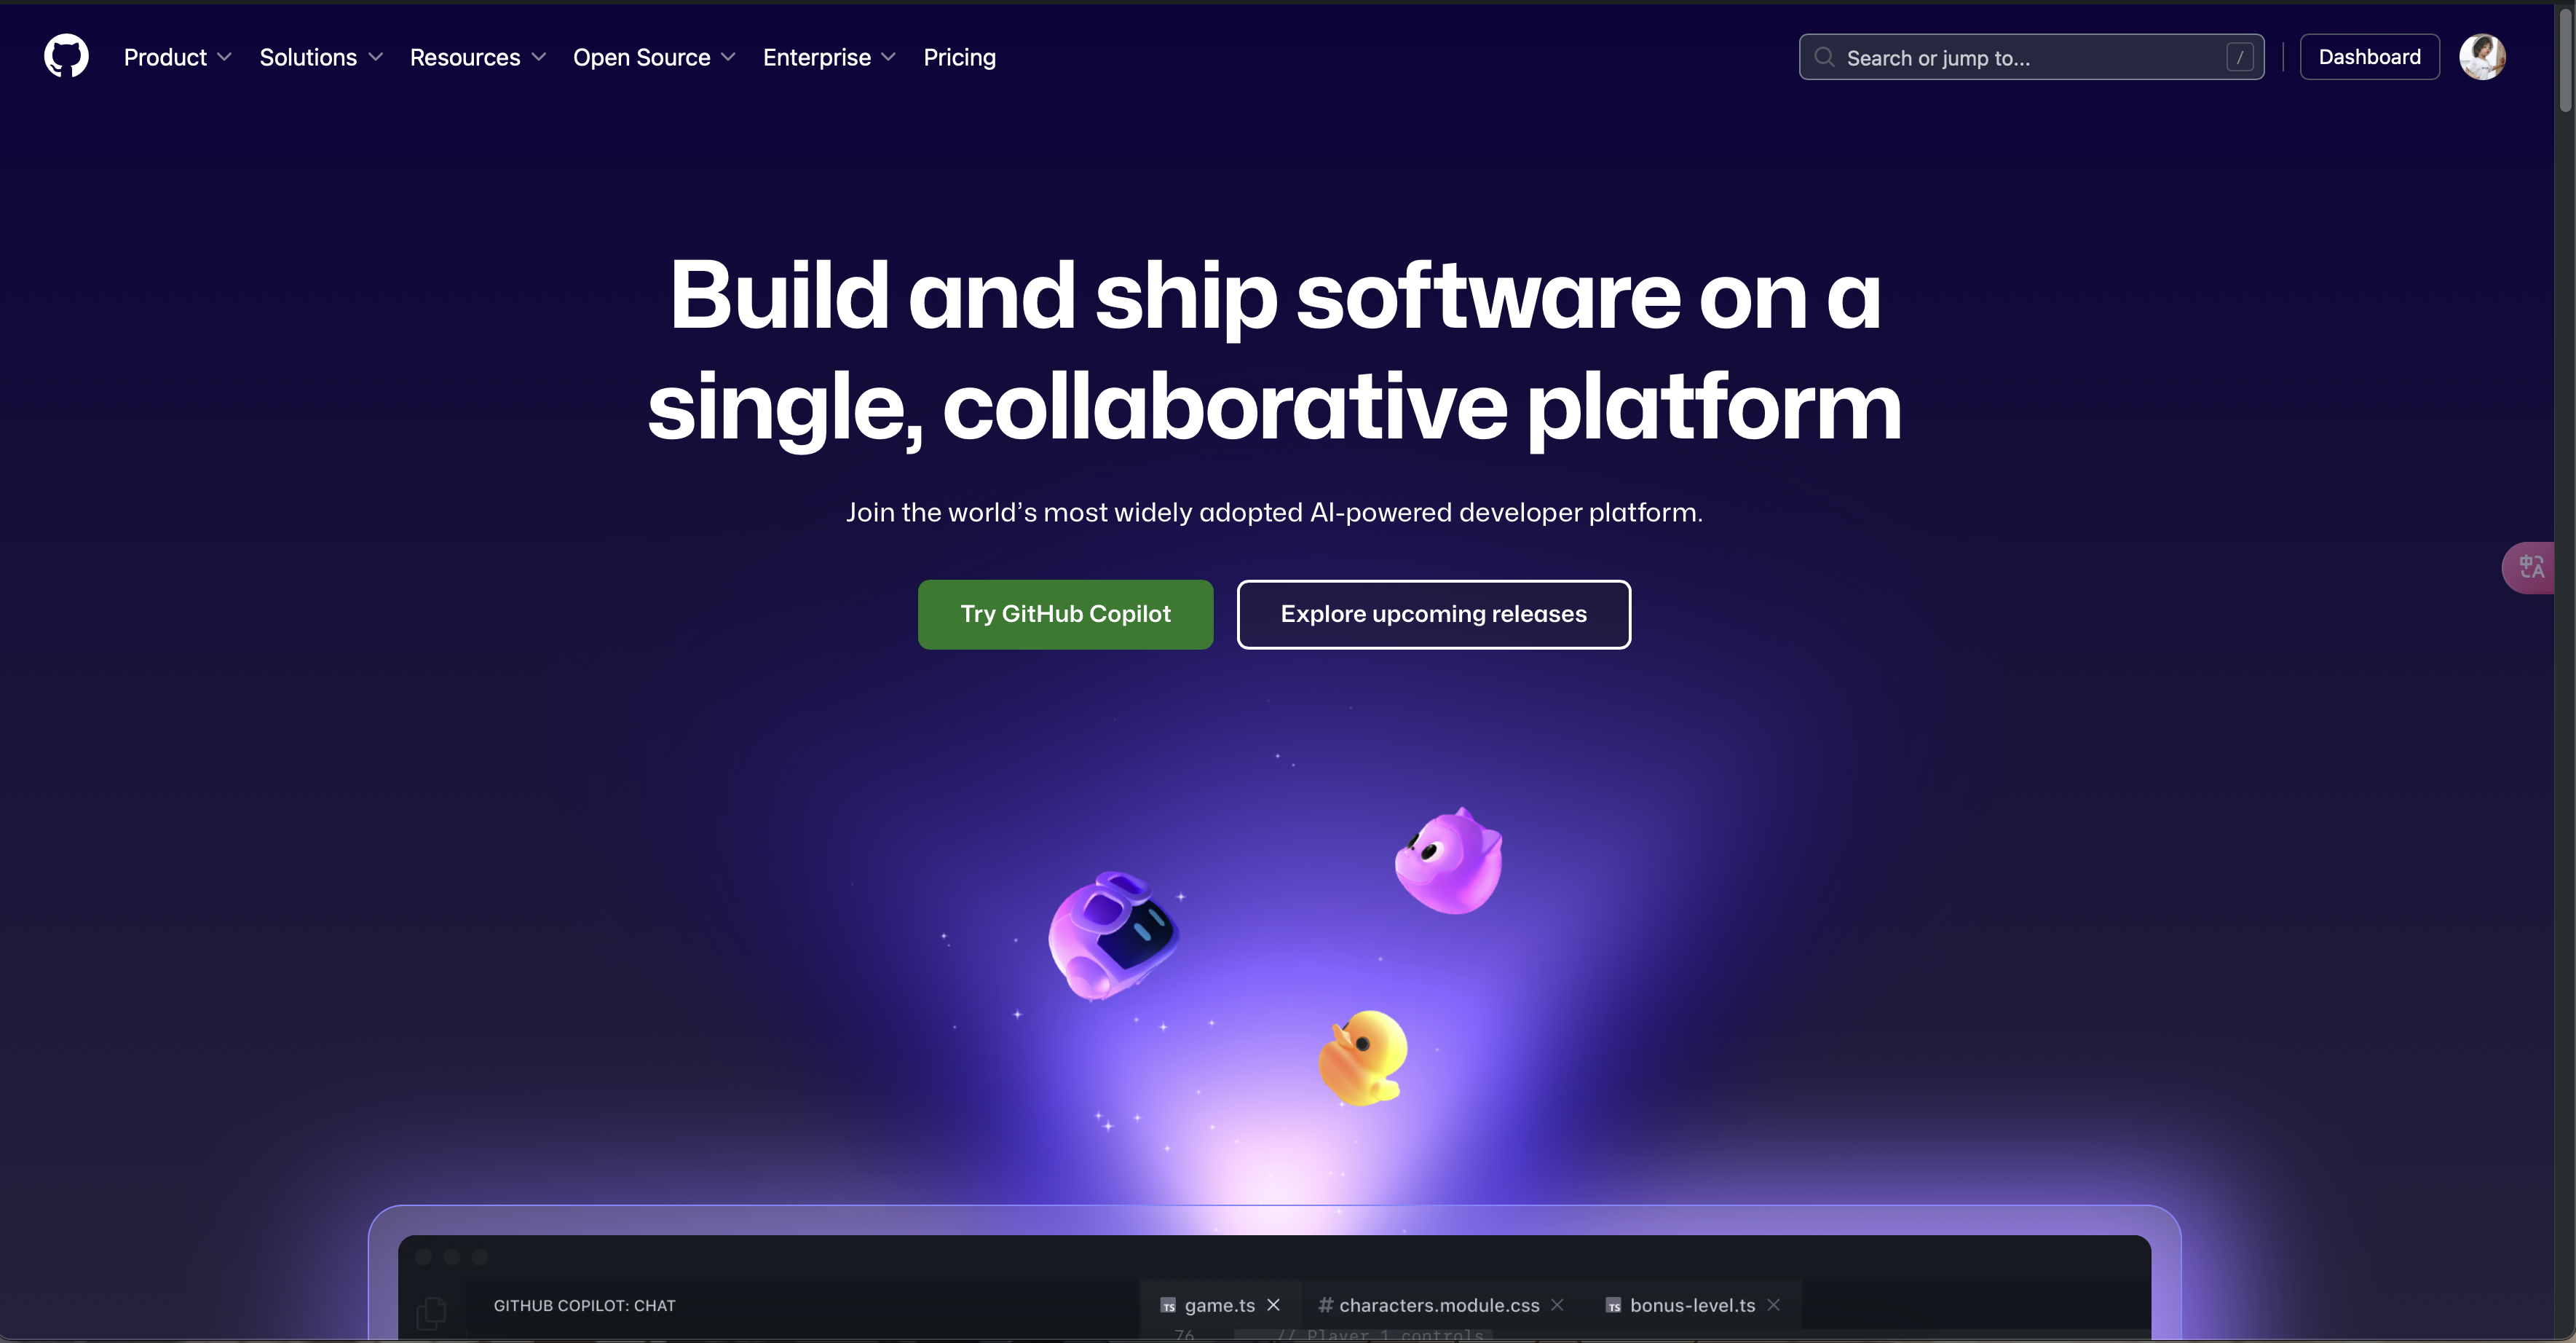 Product Solutions Resources Open Source Enterprise Pricing Search or jump to... / Dashboard
Build and ship software on a
single, collaborative platform
Join the world’s most widely adopted AI-powered developer platform.
Try GitHub Copilot Explore upcoming releases
中A
GITHUB COPILOT: CHAT TS game.ts # characters.module.css TS bonus-level.ts
76 // Player 1 controls